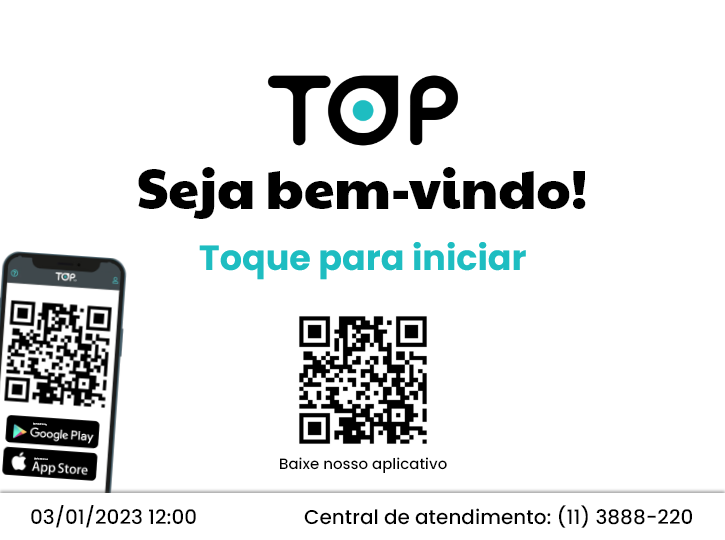 TOP
Seja bem-vindo!
Toque para iniciar
TOP
Google Play
App Store
Baixe nosso aplicativo
03/01/2023 12:00
Central de atendimento: (11) 3888-220